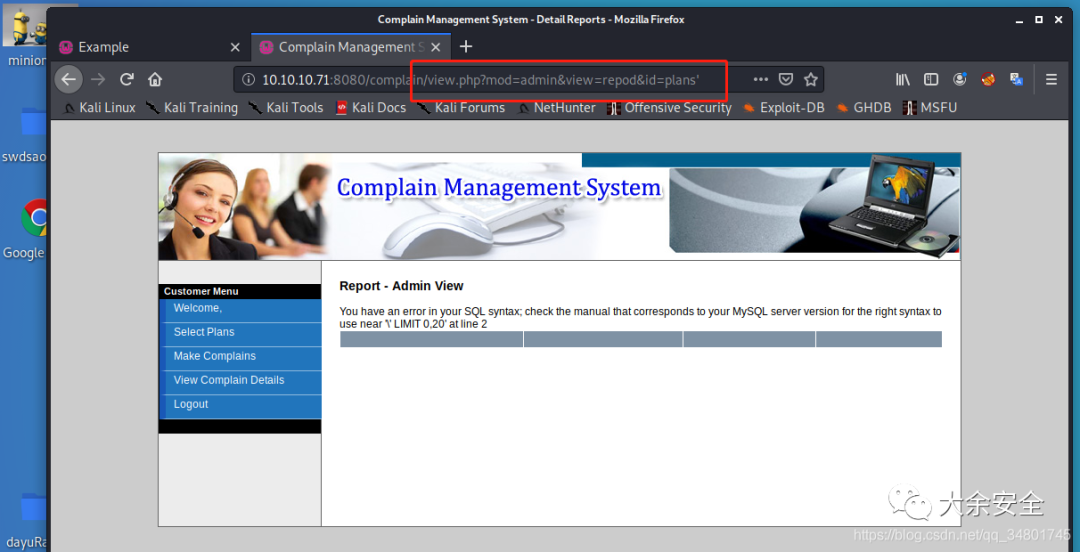 Complain Management System - Detail Reports - Mozilla Firefox
minion
Example
Complain Management S
10.10.10.71:8080/complain/view.php?mod=admin&view=repod&id=plans'
Kali Linux Kali Training Kali Tools Kali Docs Kali Forums NetHunter Offensive Security Exploit-DB GHDB MSFU
swdsao
Google
dayuRa
Complain Management System
Customer Menu
Welcome,
Select Plans
Make Complains
View Complain Details
Logout
Report - Admin View
You have an error in your SQL syntax; check the manual that corresponds to your MySQL server version for the right syntax to
use near '\' LIMIT 0,20' at line 2
大余安全
https://blog.csdn.net/qq_34801745